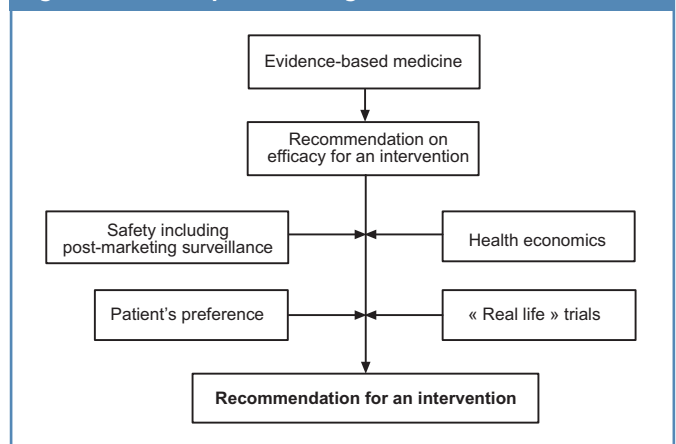 Evidence-based medicine
Recommendation on
efficacy for an intervention
Safety including
post-marketing surveillance
Health economics
Patient's preference
« Real life » trials
Recommendation for an intervention